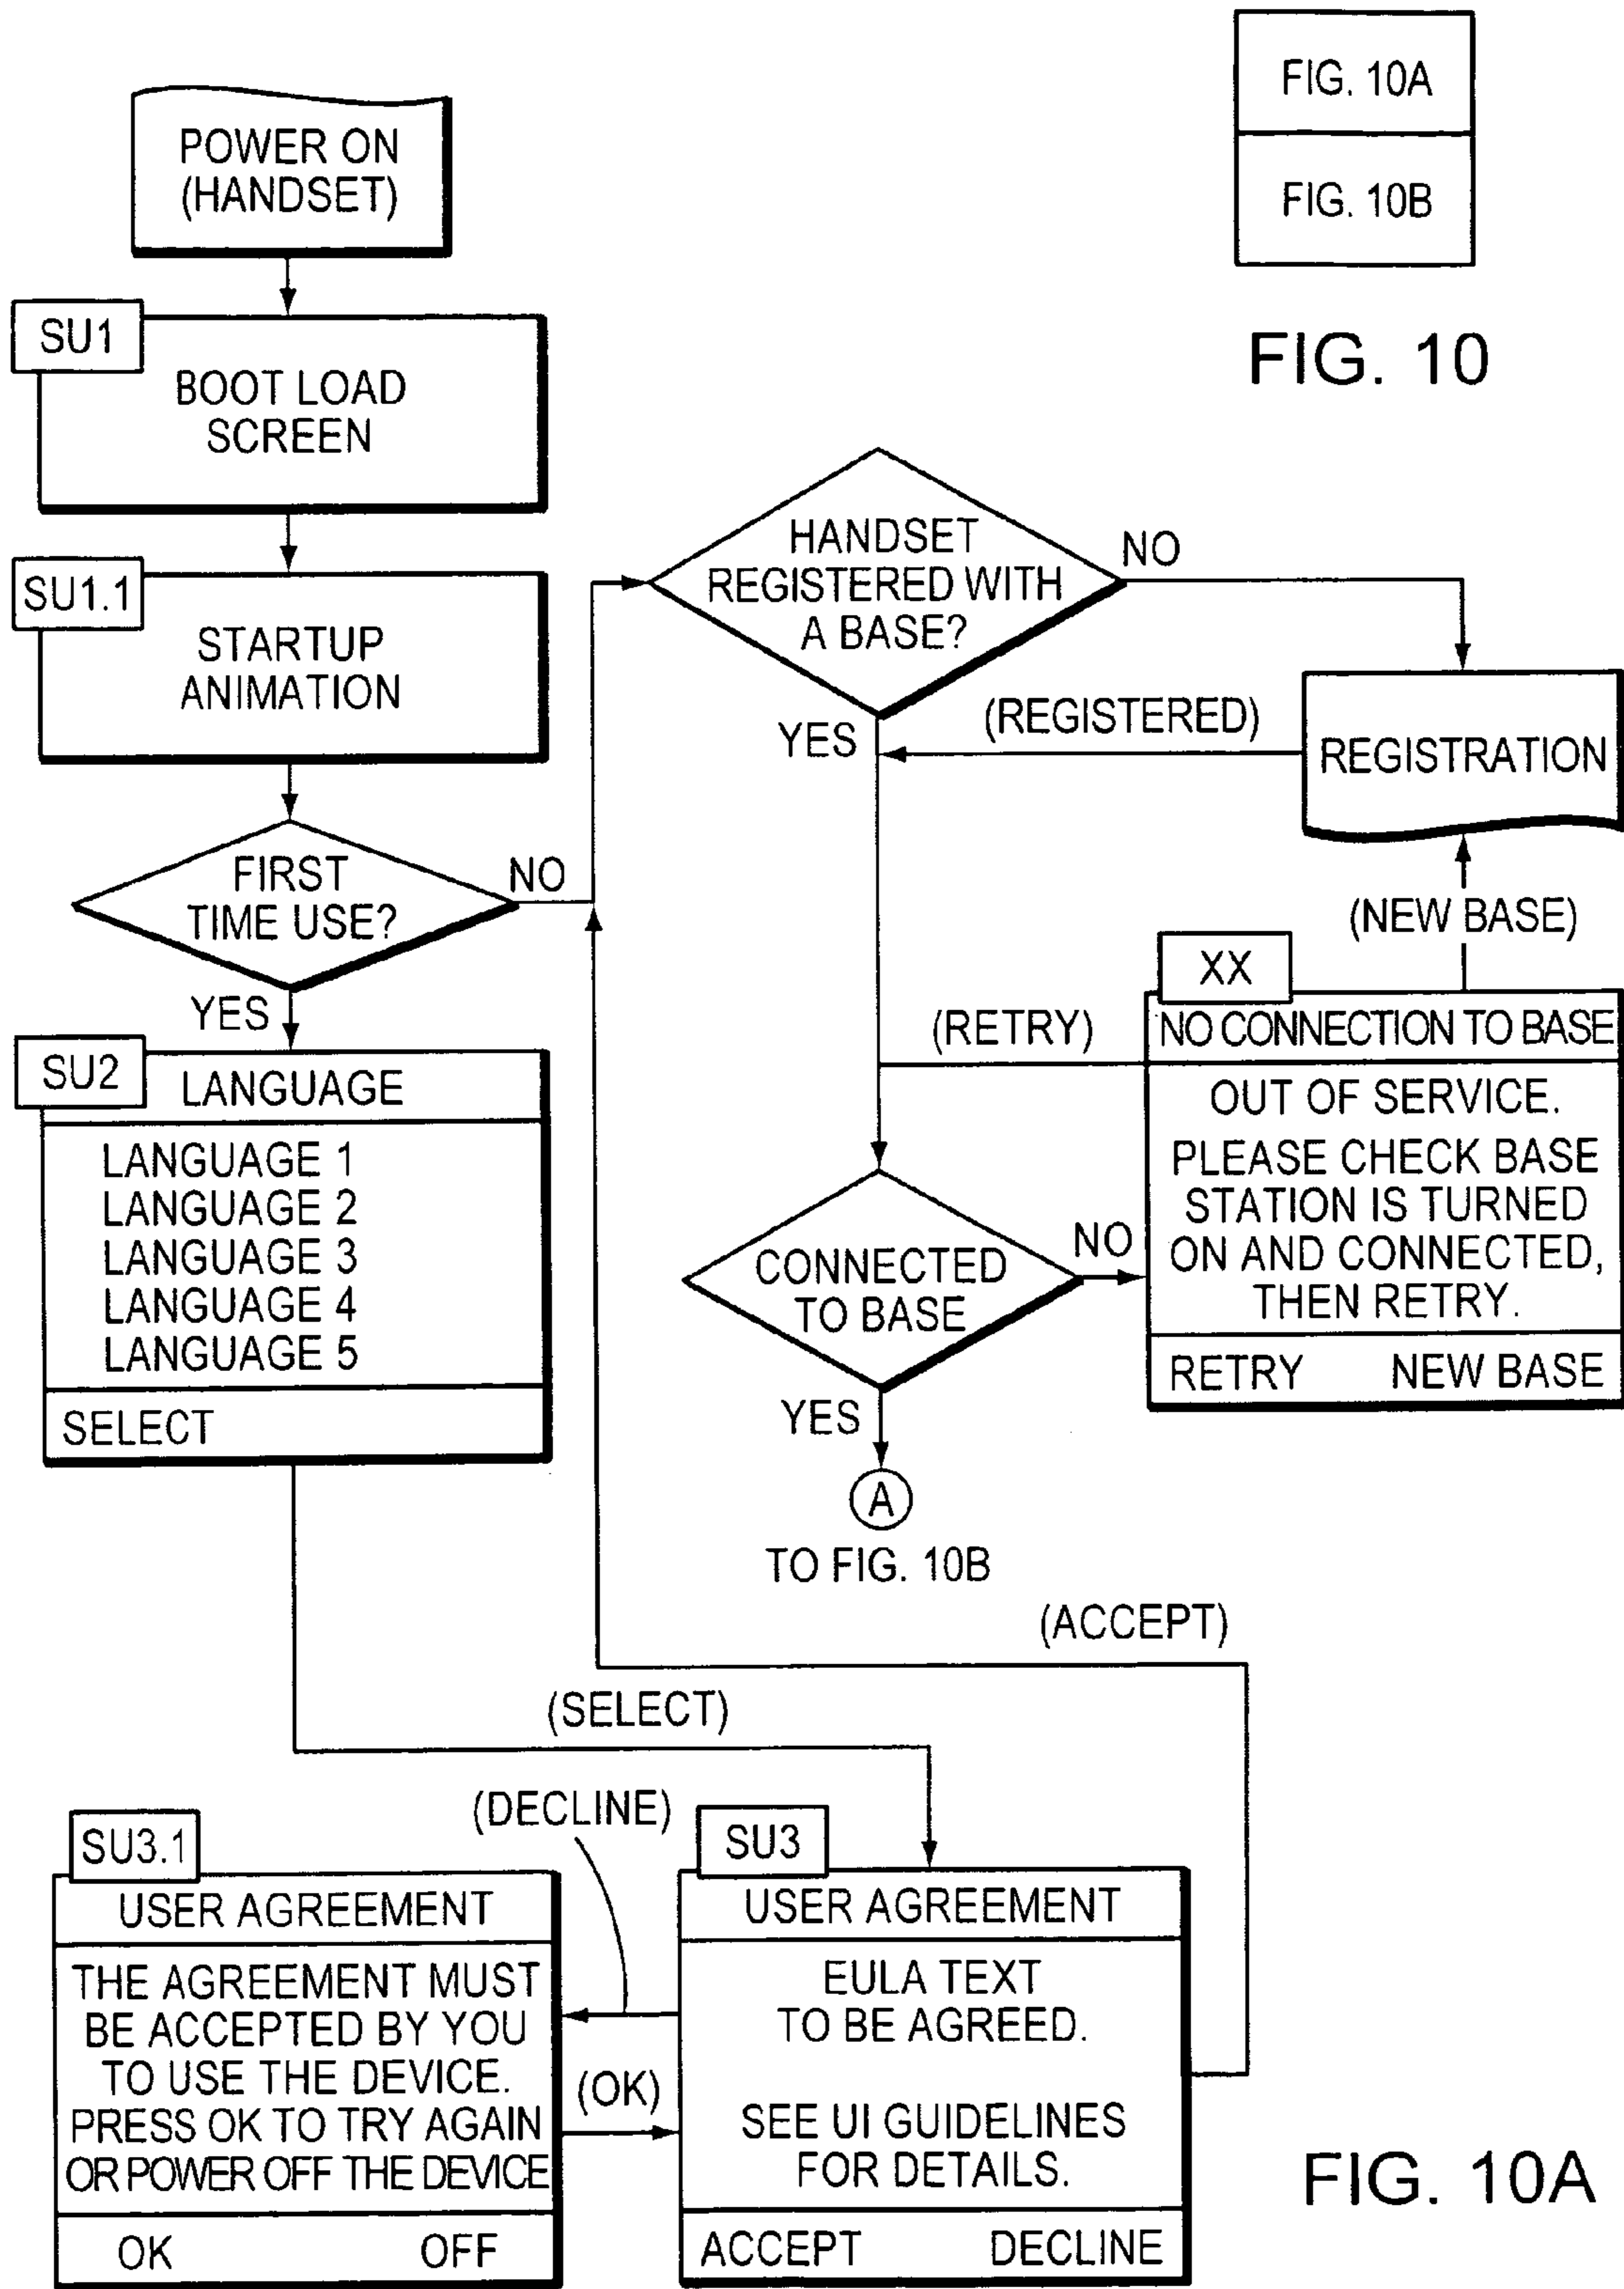 FIG. 10A
FIG. 10B
FIG. 10
POWER ON
(HANDSET)
SU1
BOOT LOAD
SCREEN
SU1.1
STARTUP
ANIMATION
FIRST
TIME USE?
NO
YES
SU2
LANGUAGE
LANGUAGE 1
LANGUAGE 2
LANGUAGE 3
LANGUAGE 4
LANGUAGE 5
SELECT
HANDSET
REGISTERED WITH
A BASE?
NO
YES
(REGISTERED)
REGISTRATION
(NEW BASE)
XX
NO CONNECTION TO BASE
OUT OF SERVICE.
PLEASE CHECK BASE
STATION IS TURNED
ON AND CONNECTED,
THEN RETRY.
RETRY NEW BASE
(RETRY)
CONNECTED
TO BASE
NO
YES
A
TO FIG. 10B
(ACCEPT)
(SELECT)
(DECLINE)
SU3.1
USER AGREEMENT
THE AGREEMENT MUST
BE ACCEPTED BY YOU
TO USE THE DEVICE.
PRESS OK TO TRY AGAIN
OR POWER OFF THE DEVICE
OK OFF
(OK)
SU3
USER AGREEMENT
EULA TEXT
TO BE AGREED.
SEE UI GUIDELINES
FOR DETAILS.
ACCEPT DECLINE
FIG. 10A